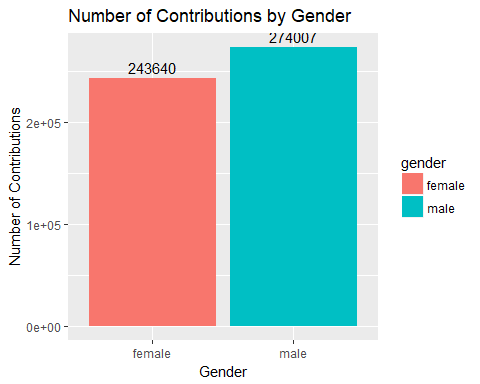 Number of Contributions by Gender
274007
243640
Number of Contributions
2e+05
1e+05
0e+00
female
male
Gender
gender
female
male